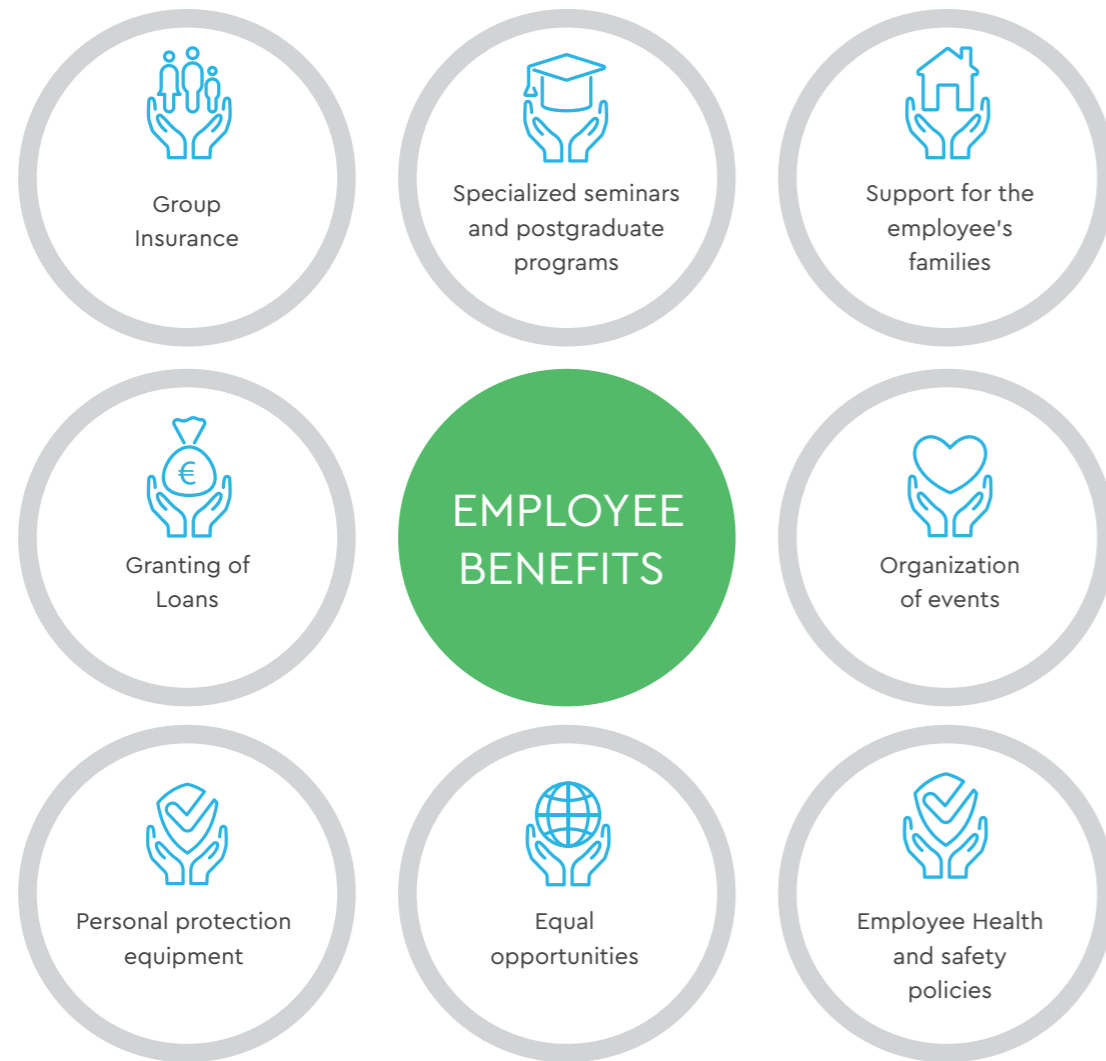 Group
Insurance
Specialized seminars
and postgraduate
programs
Support for the
employee's
families
€
Granting of
Loans
EMPLOYEE
BENEFITS
Organization
of events
Personal protection
equipment
Equal
opportunities
Employee Health
and safety
policies